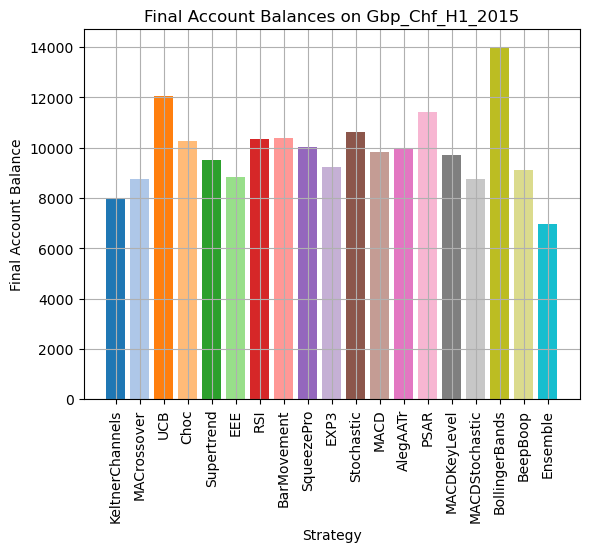 Final Account Balances on Gbp_Chf_H1_2015
Final Account Balance
14000
12000
10000
8000
6000
4000
2000
0
KeltnerChannels
MACrossover
UCB
Choc
Supertrend
EEE
RSI
BarMovement
SqueezePro
EXP3
Stochastic
MACD
AlegAATr
PSAR
MACDKeyLevel
MACDStochastic
BollingerBands
BeepBoop
Ensemble
Strategy